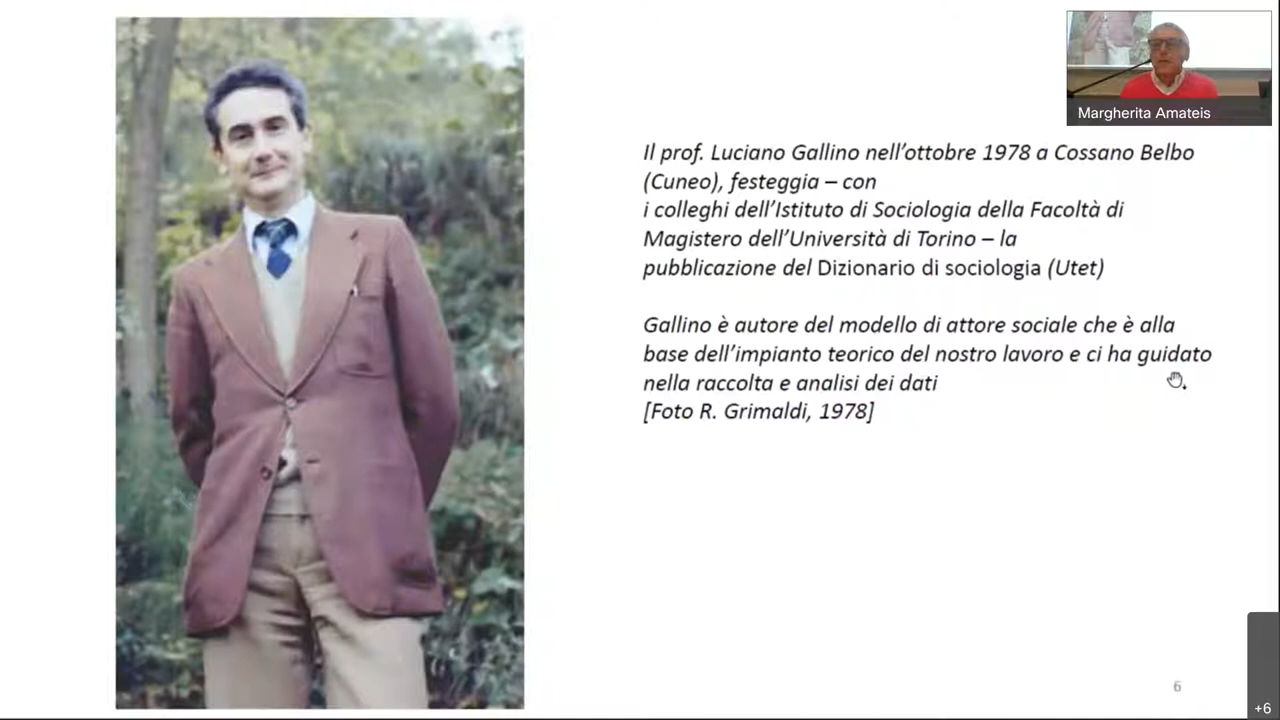 Margherita Amateis
Il prof. Luciano Gallino nell’ottobre 1978 a Cossano Belbo
(Cuneo), festeggia – con
i colleghi dell’Istituto di Sociologia della Facoltà di
Magistero dell’Università di Torino – la
pubblicazione del Dizionario di sociologia (Utet)
Gallino è autore del modello di attore sociale che è alla
base dell’impianto teorico del nostro lavoro e ci ha guidato
nella raccolta e analisi dei dati
[Foto R. Grimaldi, 1978]
6
+6